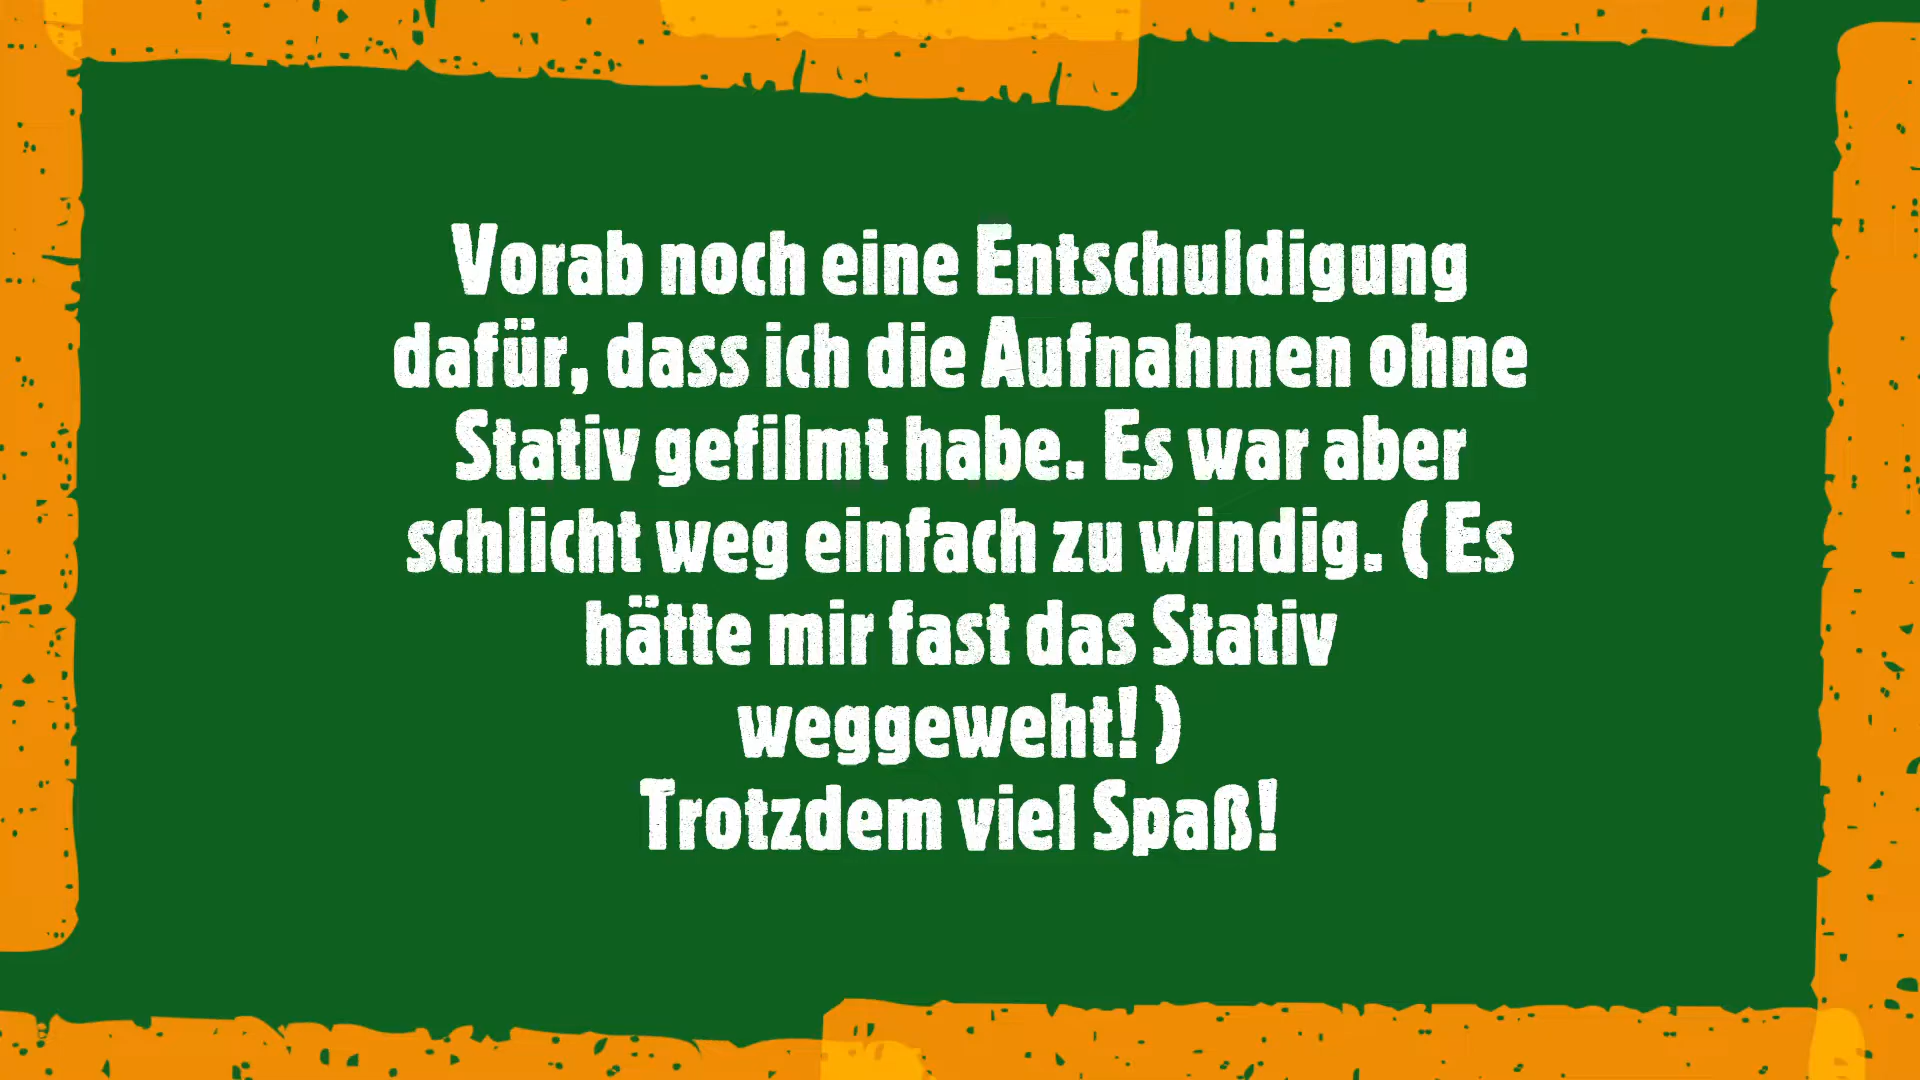 Vorab noch eine Entschuldigung
dafür, dass ich die Aufnahmen ohne
Stativ gefilmt habe. Es war aber
schlicht weg einfach zu windig. ( Es
hätte mir fast das Stativ
weggeweht! )
Trotzdem viel Spaß!